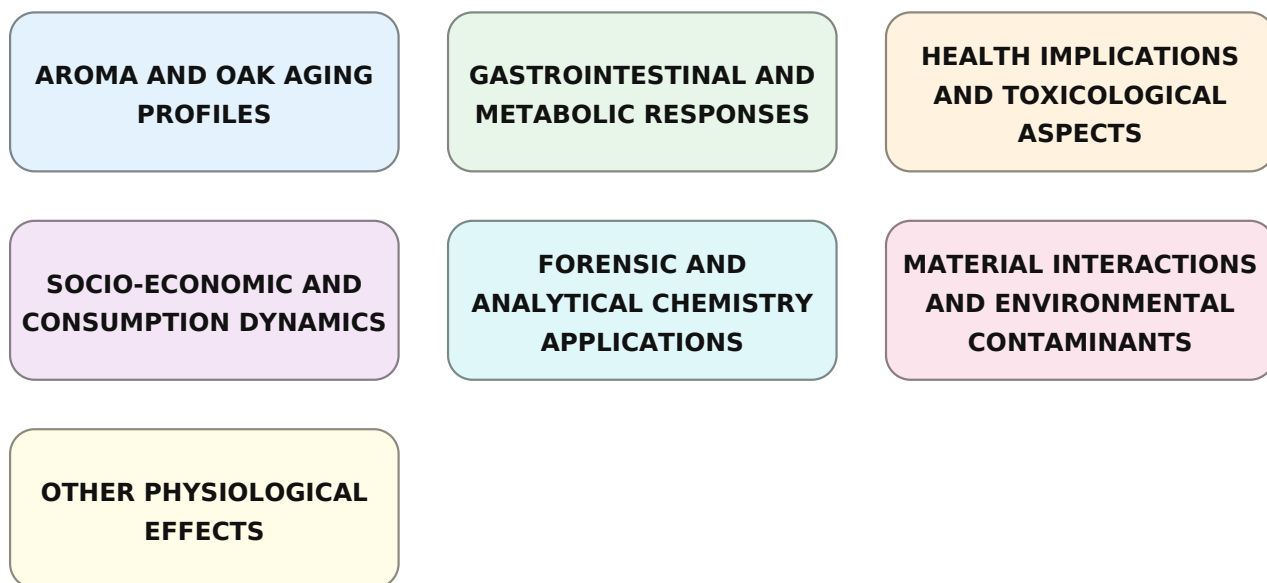 AROMA AND OAK AGING
PROFILES
GASTROINTESTINAL AND
METABOLIC RESPONSES
HEALTH IMPLICATIONS
AND TOXICOLOGICAL
ASPECTS
SOCIO-ECONOMIC AND
CONSUMPTION DYNAMICS
FORENSIC AND
ANALYTICAL CHEMISTRY
APPLICATIONS
MATERIAL INTERACTIONS
AND ENVIRONMENTAL
CONTAMINANTS
OTHER PHYSIOLOGICAL
EFFECTS